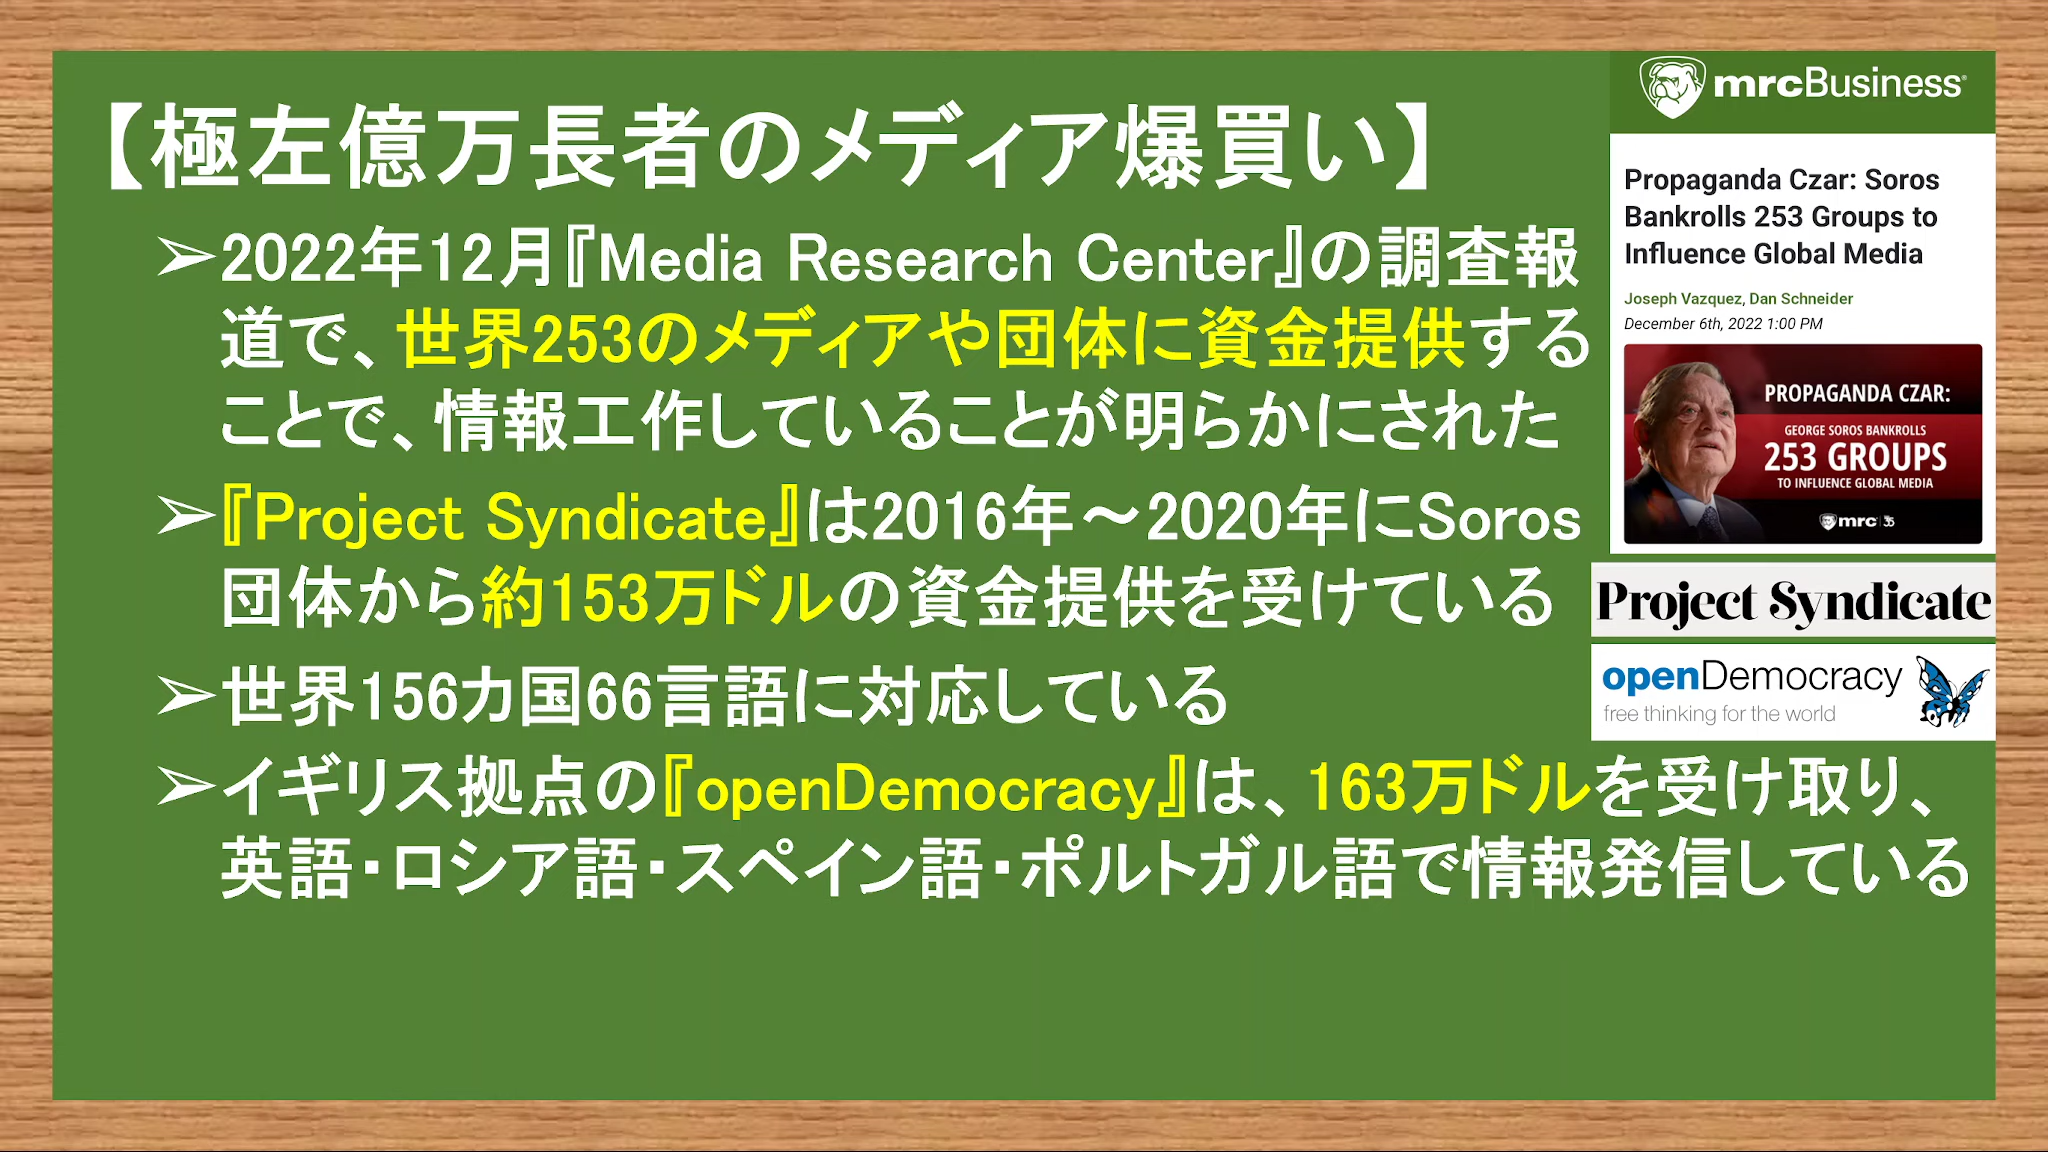 【極左億万長者のメディア爆買い】
➢2022年12月『Media Research Center』の調査報
道で、世界253のメディアや団体に資金提供する
ことで、情報工作していることが明らかにされた
➢『Project Syndicate』は2016年～2020年にSoros
団体から約153万ドルの資金提供を受けている
➢世界156カ国66言語に対応している
➢イギリス拠点の『openDemocracy』は、163万ドルを受け取り、
英語・ロシア語・スペイン語・ポルトガル語で情報発信している
mrcBusiness®
Propaganda Czar: Soros
Bankrolls 253 Groups to
Influence Global Media
Joseph Vazquez, Dan Schneider
December 6th, 2022 1:00 PM
PROPAGANDA CZAR:
GEORGE SOROS BANKROLLS
253 GROUPS
TO INFLUENCE GLOBAL MEDIA
mrc 35
Project Syndicate
openDemocracy
free thinking for the world